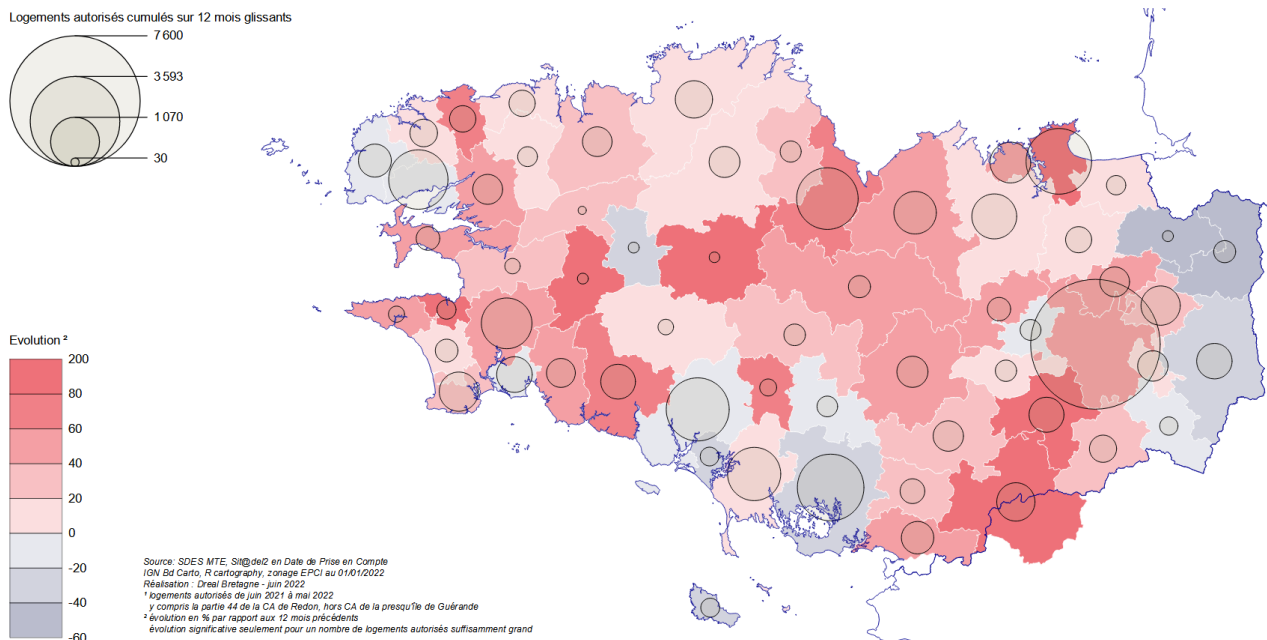 Logements autorisés cumulés sur 12 mois glissants
7 600
3 593
1 070
30
Evolution ²
200
80
60
40
20
0
-20
-40
-60
Source: SDES MTE, Sit@del2 en Date de Prise en Compte
IGN Bd Carto, R cartography, zonage EPCI au 01/01/2022
Réalisation : Dreal Bretagne - juin 2022
¹ logements autorisés de juin 2021 à mai 2022
y compris la partie 44 de la CA de Redon, hors CA de la presqu'île de Guérande
² évolution en % par rapport aux 12 mois précédents
évolution significative seulement pour un nombre de logements autorisés suffisamment grand